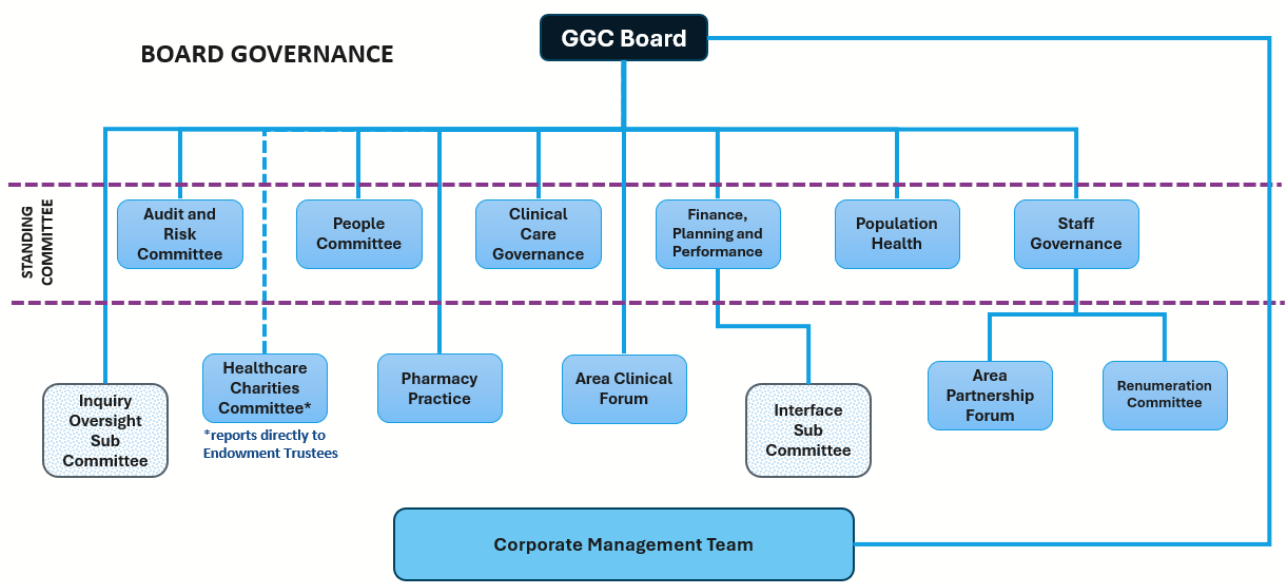 GGC Board
BOARD GOVERNANCE
STANDING
COMMITTEE
Audit and
Risk
Committee
People
Committee
Clinical
Care
Governance
Finance,
Planning and
Performance
Population
Health
Staff
Governance
Inquiry
Oversight
Sub
Committee
Healthcare
Charities
Committee*
*reports directly to
Endowment Trustees
Pharmacy
Practice
Area Clinical
Forum
Interface
Sub
Committee
Area
Partnership
Forum
Renumeration
Committee
Corporate Management Team